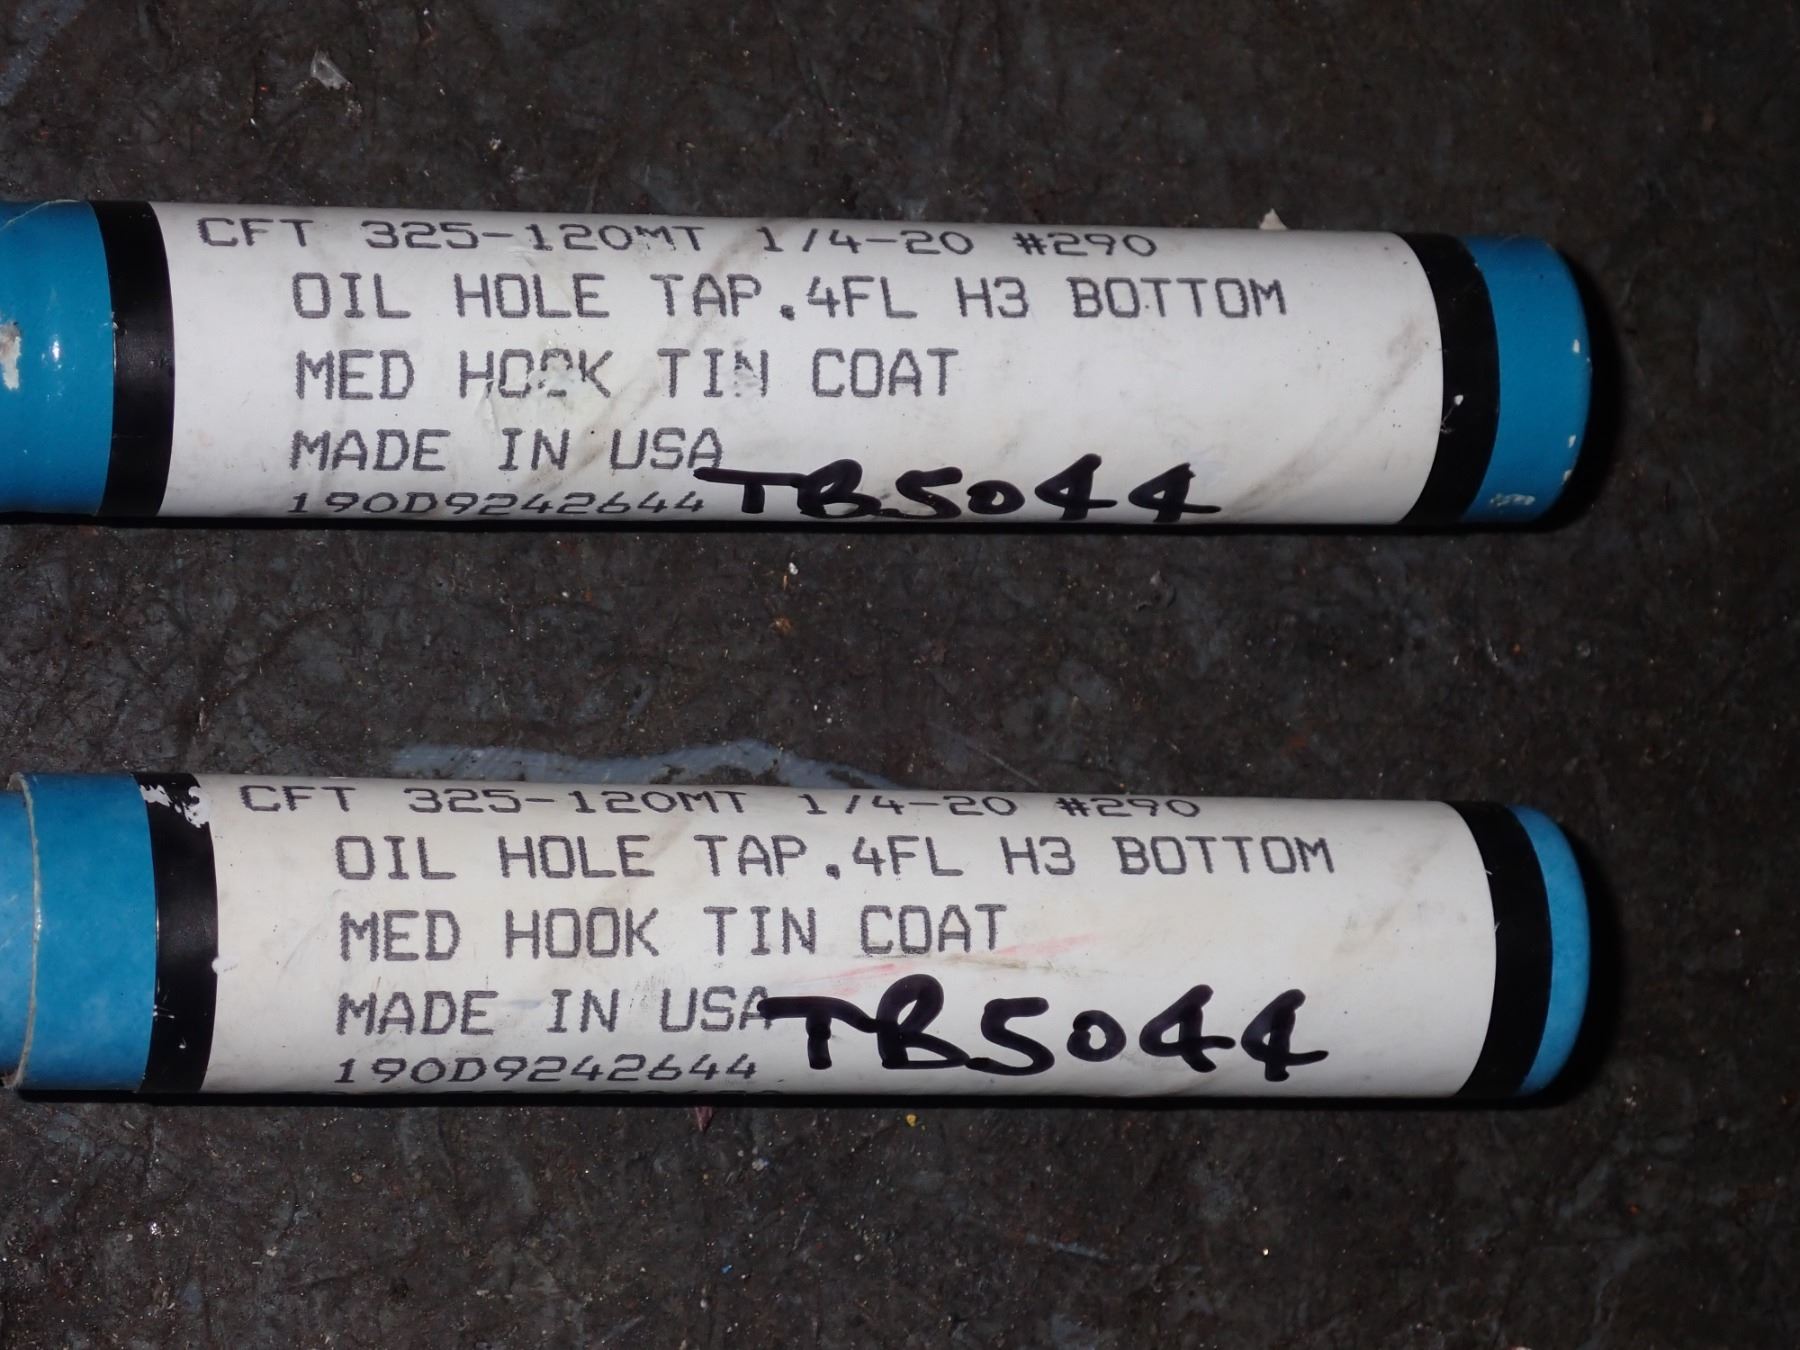 CFT 325-120MT 1/4-20 #290
OIL HOLE TAP.4FL H3 BOTTOM
MED HOOK TIN COAT
MADE IN USA
190D9242644 TB5044
CFT 325-120MT 1/4-20 #290
OIL HOLE TAP.4FL H3 BOTTOM
MED HOOK TIN COAT
MADE IN USA TB5044
190D9242644